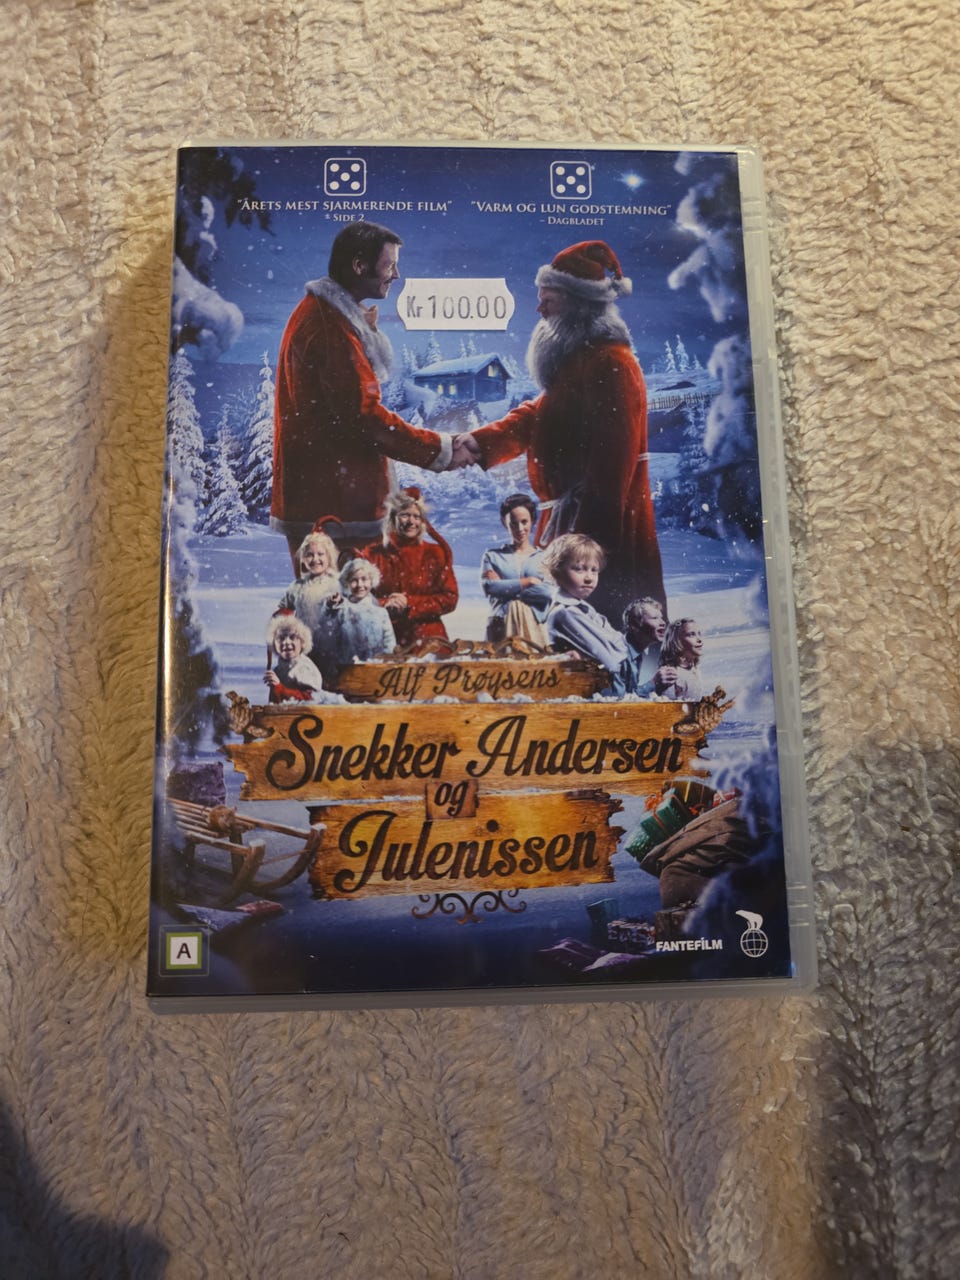 "ÅRETS MEST SJARMERENDE FILM"
- SIDE 2
"VARM OG LUN GODSTEMNING"
- DAGBLADET
Kr 100.00
Alf Prøysens
Snekker Andersen
og
Julenissen
A
FANTEFILM